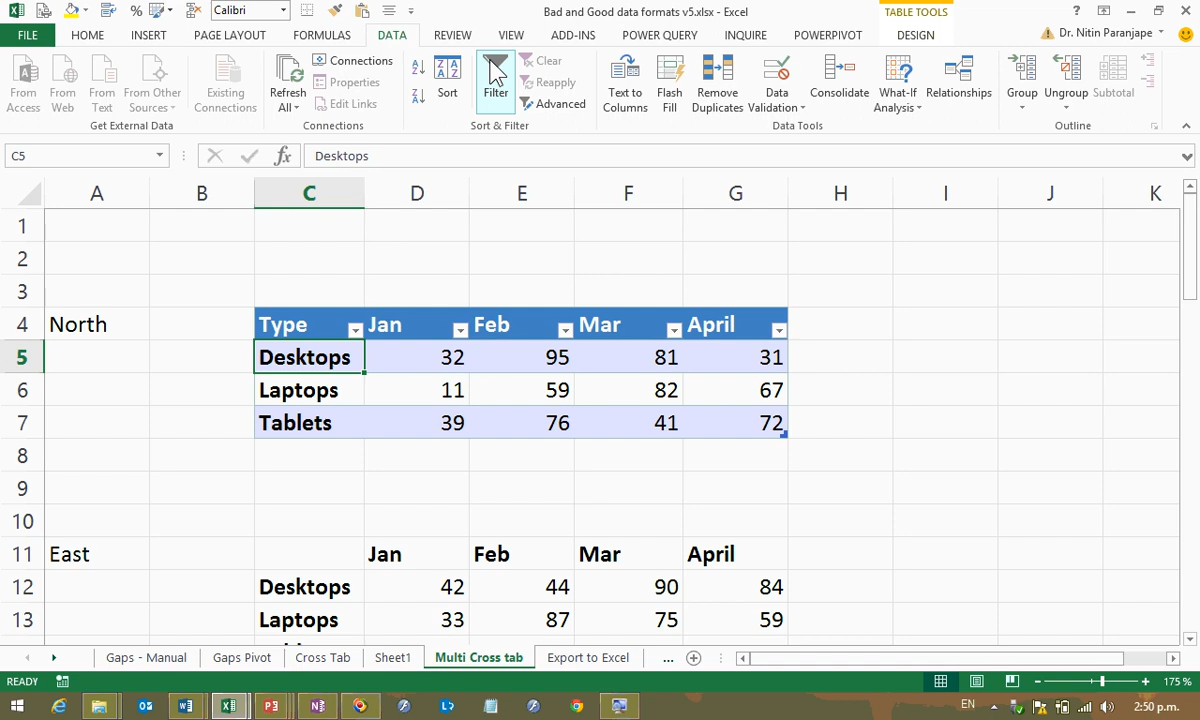 Calibri
Bad and Good data formats v5.xlsx - Excel
TABLE TOOLS
FILE HOME INSERT PAGE LAYOUT FORMULAS DATA REVIEW VIEW ADD-INS POWER QUERY INQUIRE POWERPIVOT DESIGN
Dr. Nitin Paranjape
From Access
From Web
From Text
From Other Sources
Existing Connections
Get External Data
Refresh All
Connections
Properties
Edit Links
Connections
Sort
Filter
Clear
Reapply
Advanced
Sort & Filter
Text to Columns
Flash Fill
Remove Duplicates
Data Validation
Consolidate
What-If Analysis
Relationships
Data Tools
Group
Ungroup
Subtotal
Outline
C5
fx
Desktops
A B C D E F G H I J K
1
2
3
4 North Type Jan Feb Mar April
5 Desktops 32 95 81 31
6 Laptops 11 59 82 67
7 Tablets 39 76 41 72
8
9
10
11 East Jan Feb Mar April
12 Desktops 42 44 90 84
13 Laptops 33 87 75 59
Gaps - Manual Gaps Pivot Cross Tab Sheet1 Multi Cross tab Export to Excel ...
READY
175 %
EN
2:50 p.m.